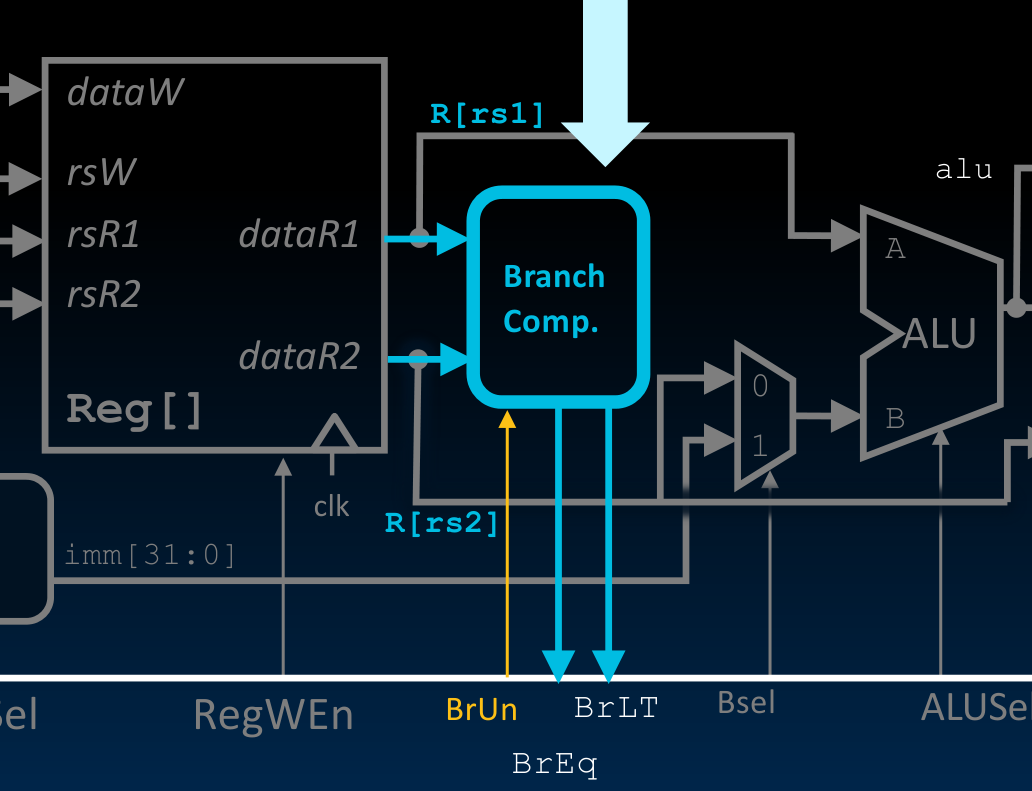 dataW
R[rs1]
alu
rsW
rsR1
dataR1
A
rsR2
Branch
Comp.
ALU
dataR2
0
Reg[]
B
1
clk
R[rs2]
imm[31:0]
Sel
RegWEn
BrUn
BrLT
Bsel
ALUSel
BrEq